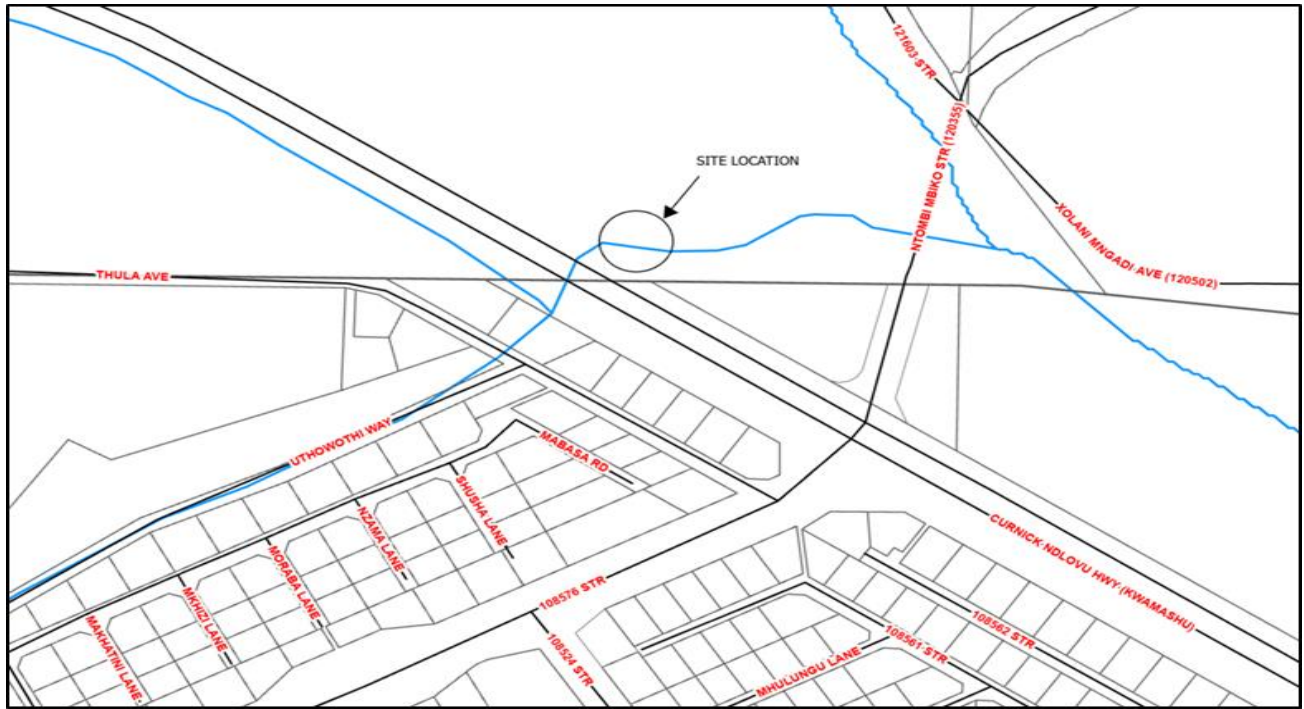 121603 STR
NTOMBI MBIKO STR (120355)
SITE LOCATION
XOLANI MNGADI AVE (120502)
THULA AVE
UTHOWOTHI WAY
MABASA RD
SHUSHA LANE
NZAMA LANE
MORABA LANE
MKHIZI LANE
MAKHATINI LANE
108576 STR
108524 STR
CURNICK NDLOVU HWY (KWAMASHU)
108562 STR
108561 STR
MHULUNGU LANE